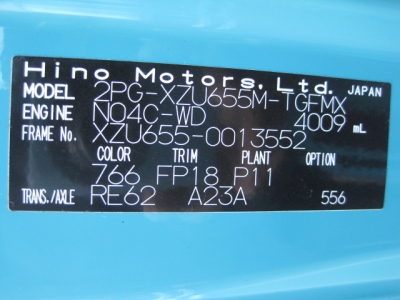 Hino Motors, Ltd. JAPAN
MODEL 2PG-XZU655M-TGFMX
ENGINE N04C-WD 4009 mL
FRAME No. XZU655-0013552
COLOR TRIM PLANT OPTION
766 FP18 P11
TRANS./AXLE RE62 A23A 556